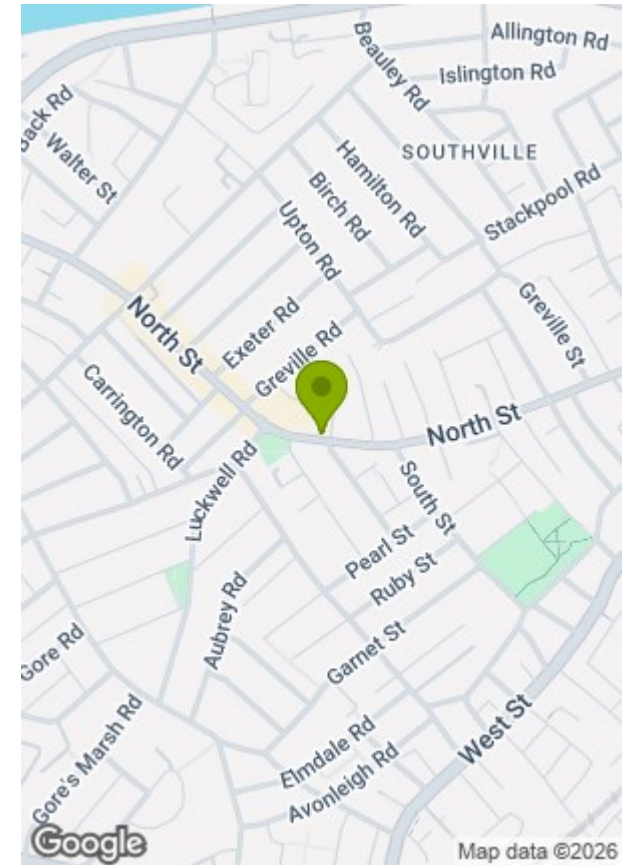 Allington Rd
Beauley Rd
Islington Rd
Back Rd
Walter St
SOUTHVILLE
Hamilton Rd
Birch Rd
Stackpool Rd
Upton Rd
Greville St
North St
Exeter Rd
Greville Rd
Carrington Rd
North St
Luckwell Rd
South St
Pearl St
Ruby St
Aubrey Rd
Garnet St
Gore Rd
West St
Elmdale Rd
Gore's Marsh Rd
Avonleigh Rd
Google
Map data ©2026